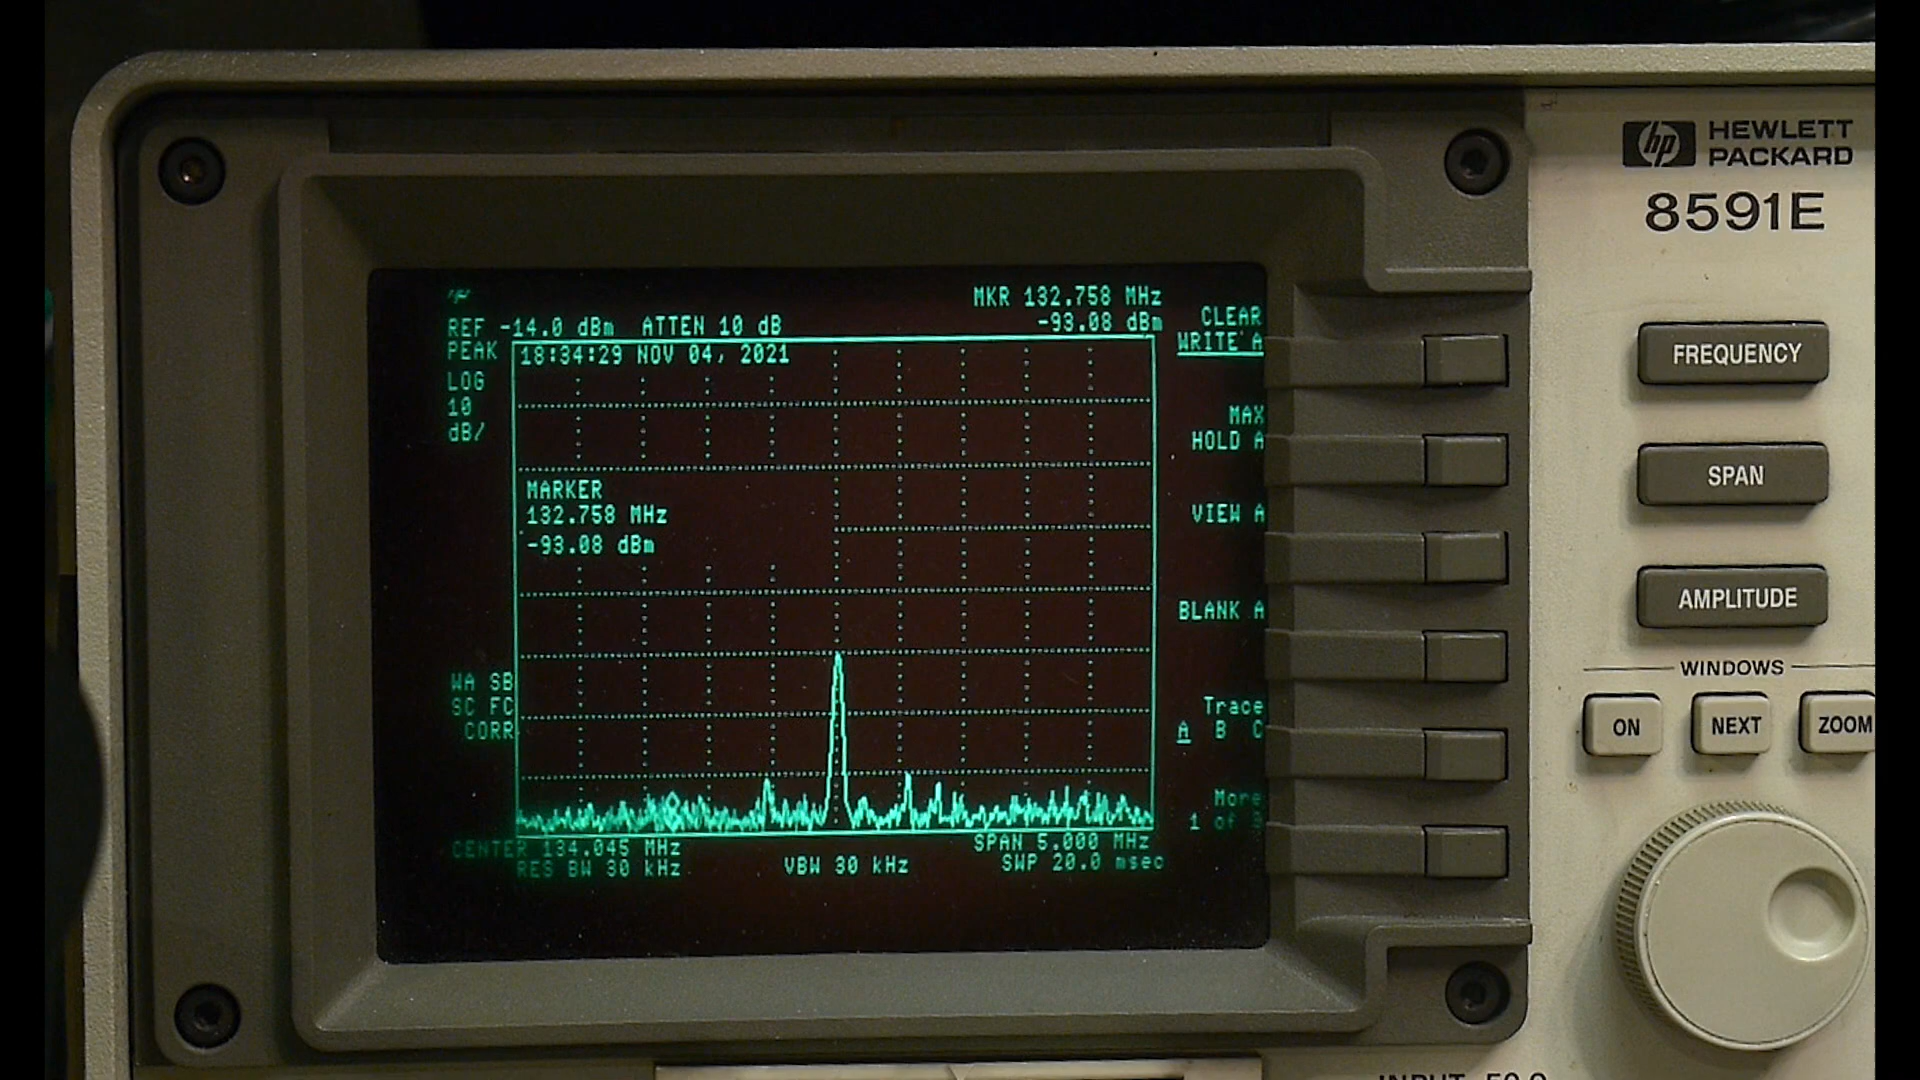 hp HEWLETT
PACKARD
8591E
MKR 132.758 MHz
REF -14.0 dBm ATTEN 10 dB
-93.08 dBm
PEAK
LOG
10
dB/
18:34:29 NOV 04, 2021
MARKER
132.758 MHz
-93.08 dBm
WA SB
SC FC
CORR
CENTER 134.045 MHz
SPAN 5.000 MHz
RES BW 30 kHz
VBW 30 kHz
SWP 20.0 msec
CLEAR
WRITE A
MAX
HOLD A
VIEW A
BLANK A
Trace
A B C
More
1 of
FREQUENCY
SPAN
AMPLITUDE
WINDOWS
ON
NEXT
ZOOM